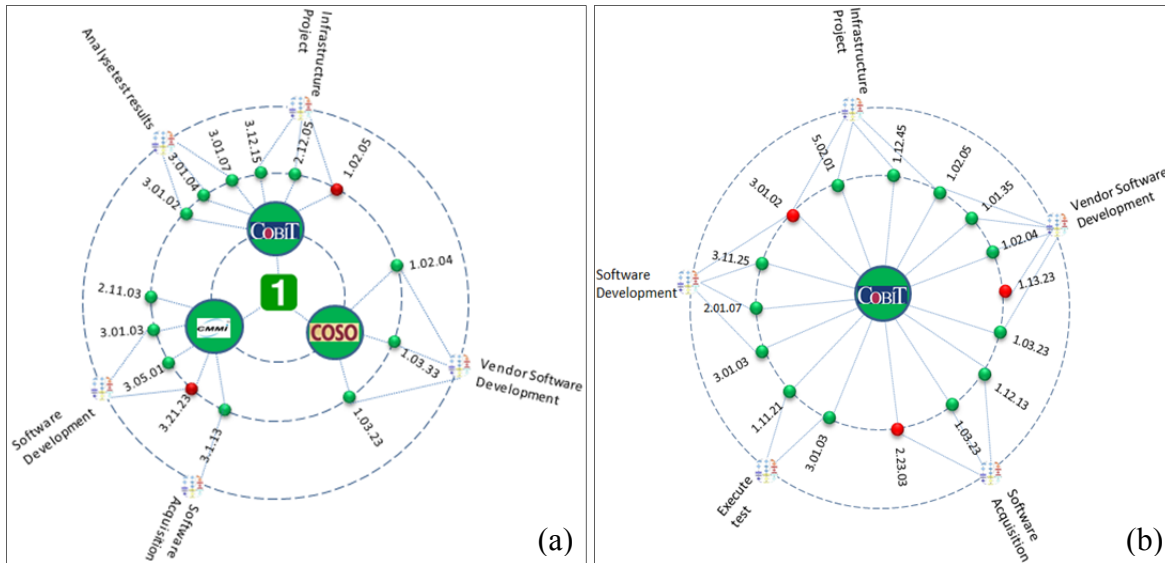 Infrastructure
Project
Analyse test results
3.01.02
3.01.04
3.01.07
3.12.15
2.12.05
1.02.05
COBIT
1
CMMI
COSO
2.11.03
3.01.03
3.05.01
3.21.23
3.1.13
1.02.04
1.03.33
1.03.23
Vendor Software
Development
Software
Development
Software
Acquisition
(a)
Infrastructure
Project
5.02.01
1.12.45
1.02.05
1.01.35
3.01.02
1.02.04
Vendor Software
Development
3.11.25
1.13.23
Software
Development
COBIT
2.01.07
1.03.23
3.01.03
1.12.13
1.11.21
3.01.03
2.23.03
1.03.23
Execute
test
Software
Acquisition
(b)